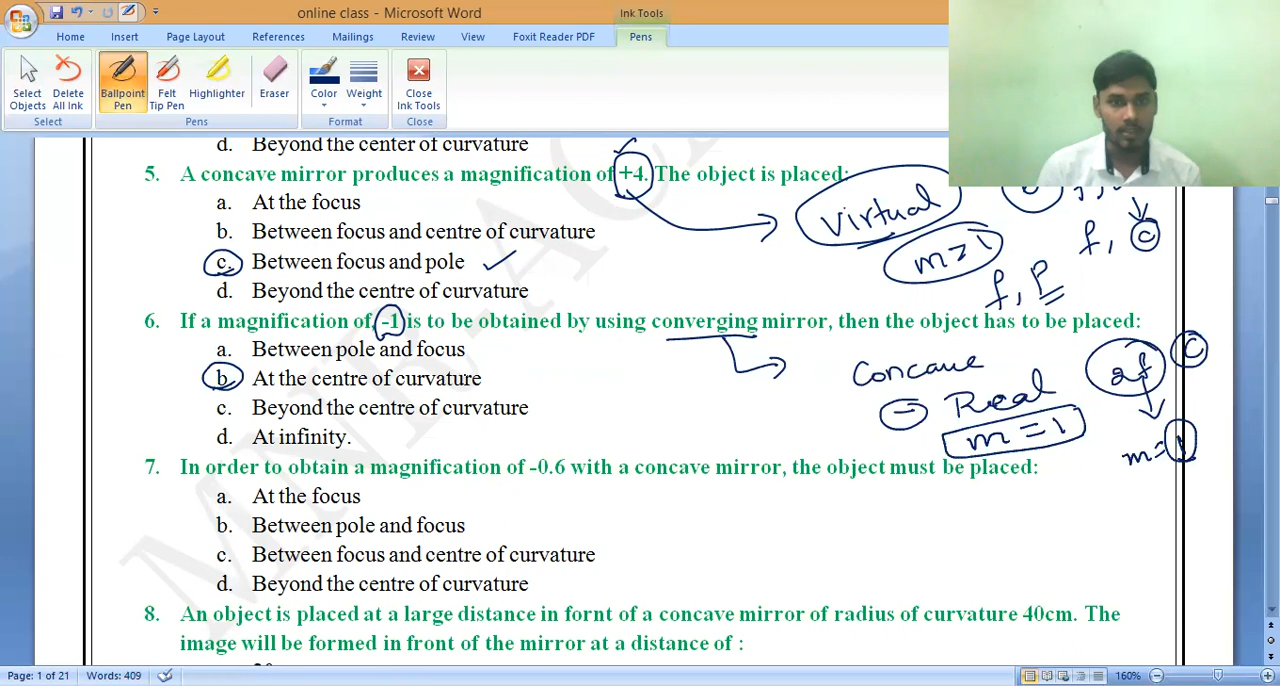 online class - Microsoft Word
Ink Tools
Home Insert Page Layout References Mailings Review View Foxit Reader PDF Pens
Select Objects
Delete All Ink
Ballpoint Pen
Felt Tip Pen
Highlighter
Eraser
Color
Weight
Close Ink Tools
Select Pens Format Close
d. Beyond the center of curvature
5. A concave mirror produces a magnification of +4. The object is placed:
a. At the focus
b. Between focus and centre of curvature
c. Between focus and pole
d. Beyond the centre of curvature
virtual
f, C
f, P
6. If a magnification of -1 is to be obtained by using converging mirror, then the object has to be placed:
a. Between pole and focus
b. At the centre of curvature
c. Beyond the centre of curvature
d. At infinity.
Concave
2f C
- Real
m = 1
m = 1
7. In order to obtain a magnification of -0.6 with a concave mirror, the object must be placed:
a. At the focus
b. Between pole and focus
c. Between focus and centre of curvature
d. Beyond the centre of curvature
8. An object is placed at a large distance in fornt of a concave mirror of radius of curvature 40cm. The
image will be formed in front of the mirror at a distance of :
Page: 1 of 21 Words: 409 160%